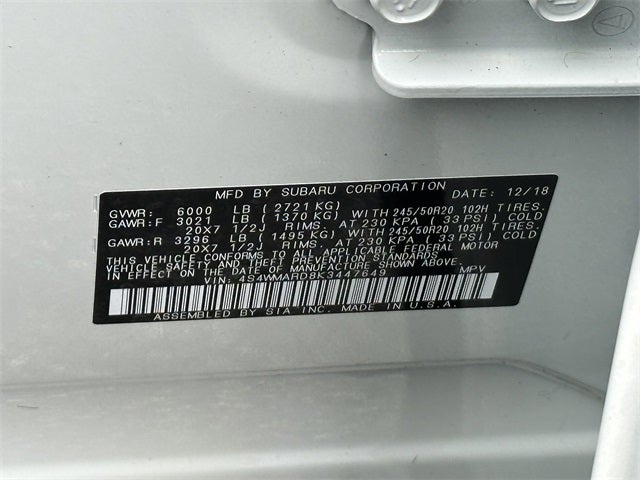 MFD BY SUBARU CORPORATION DATE: 12/18
GVWR: 6000 LB ( 2721 KG)
GAWR:F 3021 LB ( 1370 KG) WITH 245/50R20 102H TIRES.
20X7 1/2J RIMS. AT 230 KPA ( 33 PSI) COLD
GAWR:R 3296 LB ( 1495 KG) WITH 245/50R20 102H TIRES.
20X7 1/2J RIMS. AT 230 KPA ( 33 PSI) COLD
THIS VEHICLE CONFORMS TO ALL APPLICABLE FEDERAL MOTOR
VEHICLE SAFETY AND THEFT PREVENTION STANDARDS
IN EFFECT ON THE DATE OF MANUFACTURE SHOWN ABOVE.
VIN: 4S4WMARD8K3447649 MPV
ASSEMBLED BY SIA INC. MADE IN U.S.A.